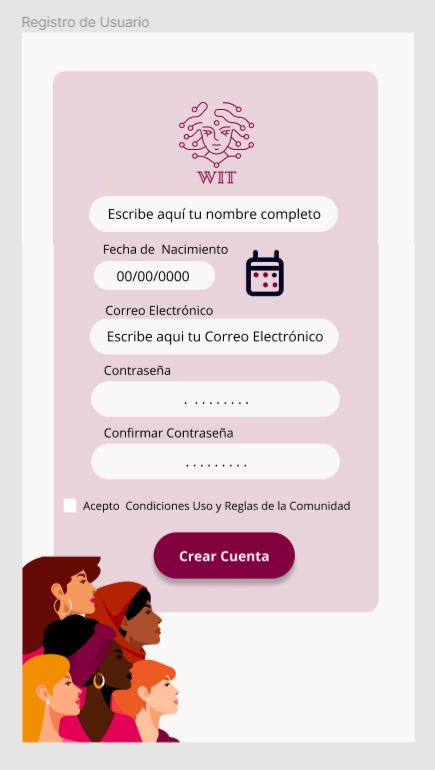 Registro de Usuario
WIT
Escribe aquí tu nombre completo
Fecha de  Nacimiento
00/00/0000
Correo Electrónico
Escribe aqui tu Correo Electrónico
Contraseña
. . . . . . . . .
Confirmar Contraseña
. . . . . . . . .
Acepto  Condiciones Uso y Reglas de la Comunidad
Crear Cuenta